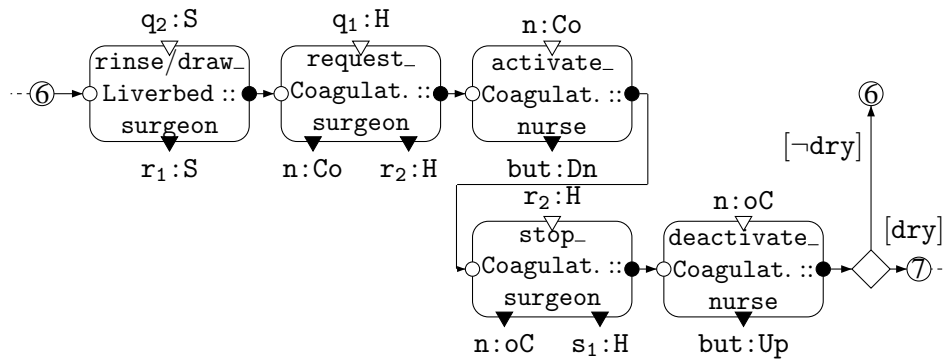 q₂:S q₁:H n:Co
rinse/draw_ request_ activate_
6 Liverbed :: Coagulat. :: Coagulat. :: 6
surgeon surgeon nurse
[¬dry]
r₁:S n:Co r₂:H but:Dn
r₂:H n:oC
[dry]
stop_ deactivate_
Coagulat. :: Coagulat. :: 7
surgeon nurse
n:oC s₁:H but:Up